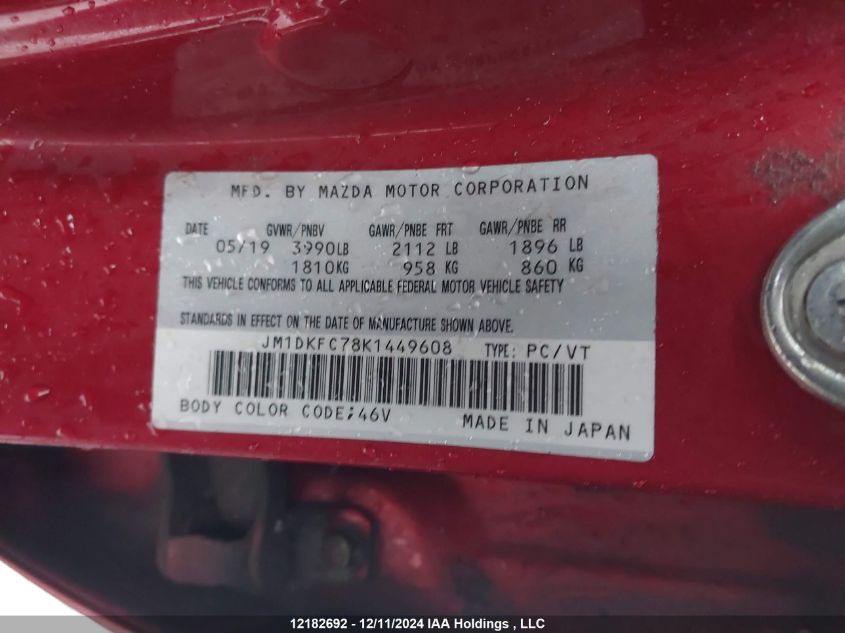 MFD. BY MAZDA MOTOR CORPORATION
DATE GVWR/PNBV GAWR/PNBE FRT GAWR/PNBE RR
05/19 3990LB 2112 LB 1896 LB
1810KG 958 KG 860 KG
THIS VEHICLE CONFORMS TO ALL APPLICABLE FEDERAL MOTOR VEHICLE SAFETY
STANDARDS IN EFFECT ON THE DATE OF MANUFACTURE SHOWN ABOVE.
JM1DKFC78K1449608 TYPE: PC/VT
BODY COLOR CODE;46V MADE IN JAPAN
12182692 - 12/11/2024 IAA Holdings , LLC